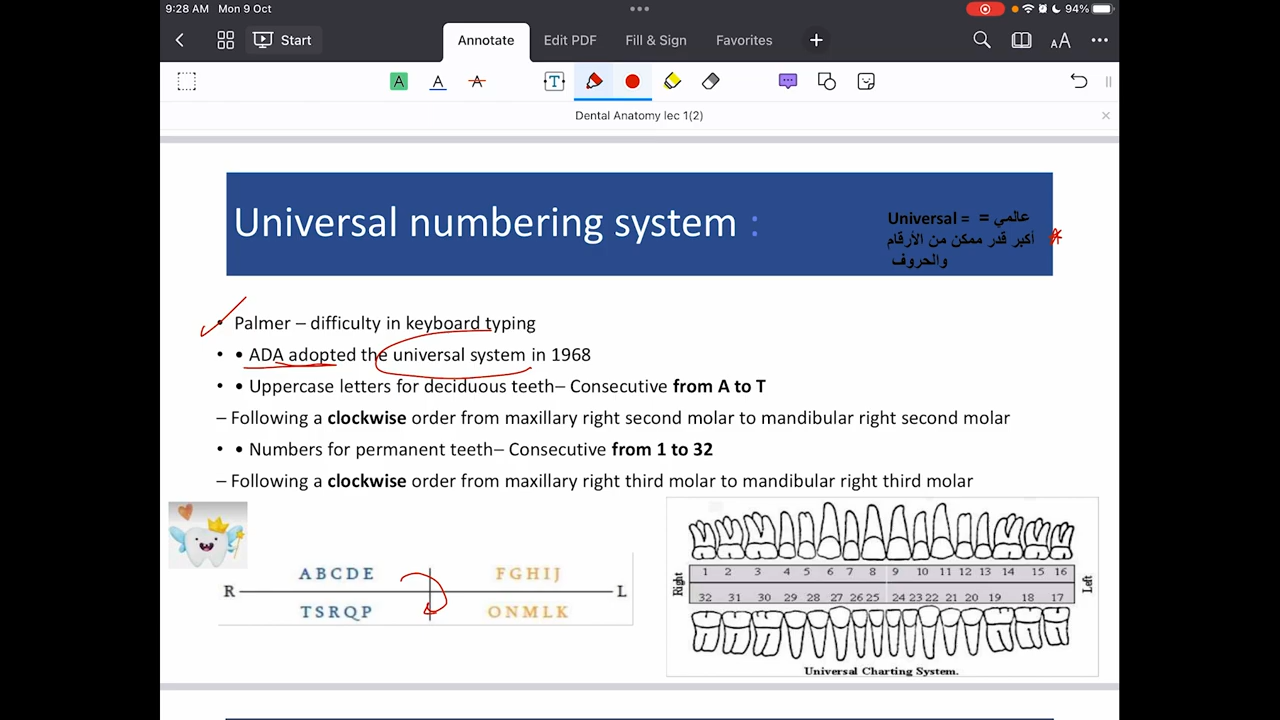 9:28 AM Mon 9 Oct
94%
Start
Annotate
Edit PDF
Fill & Sign
Favorites
Dental Anatomy lec 1(2)
Universal numbering system :
Universal = = عالمي
أكبر قدر ممكن من الأرقام
والحروف
• Palmer – difficulty in keyboard typing
• • ADA adopted the universal system in 1968
• • Uppercase letters for deciduous teeth– Consecutive from A to T
– Following a clockwise order from maxillary right second molar to mandibular right second molar
• • Numbers for permanent teeth– Consecutive from 1 to 32
– Following a clockwise order from maxillary right third molar to mandibular right third molar
A B C D E F G H I J
R L
T S R Q P O N M L K
Right
1 2 3 4 5 6 7 8 9 10 11 12 13 14 15 16
32 31 30 29 28 27 26 25 24 23 22 21 20 19 18 17
Left
Universal Charting System.